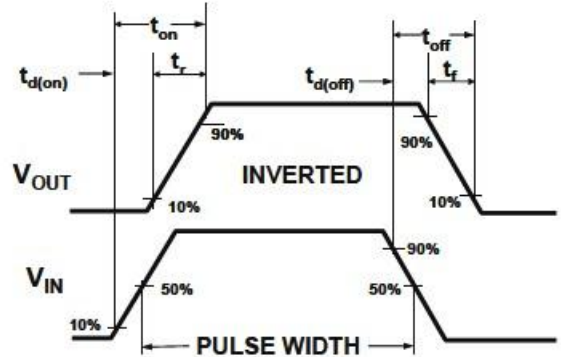 t_on t_off
t_d(on) t_r t_d(off) t_f
90% 90%
V_OUT INVERTED
10% 10%
90%
V_IN 50% 50%
10%
PULSE WIDTH